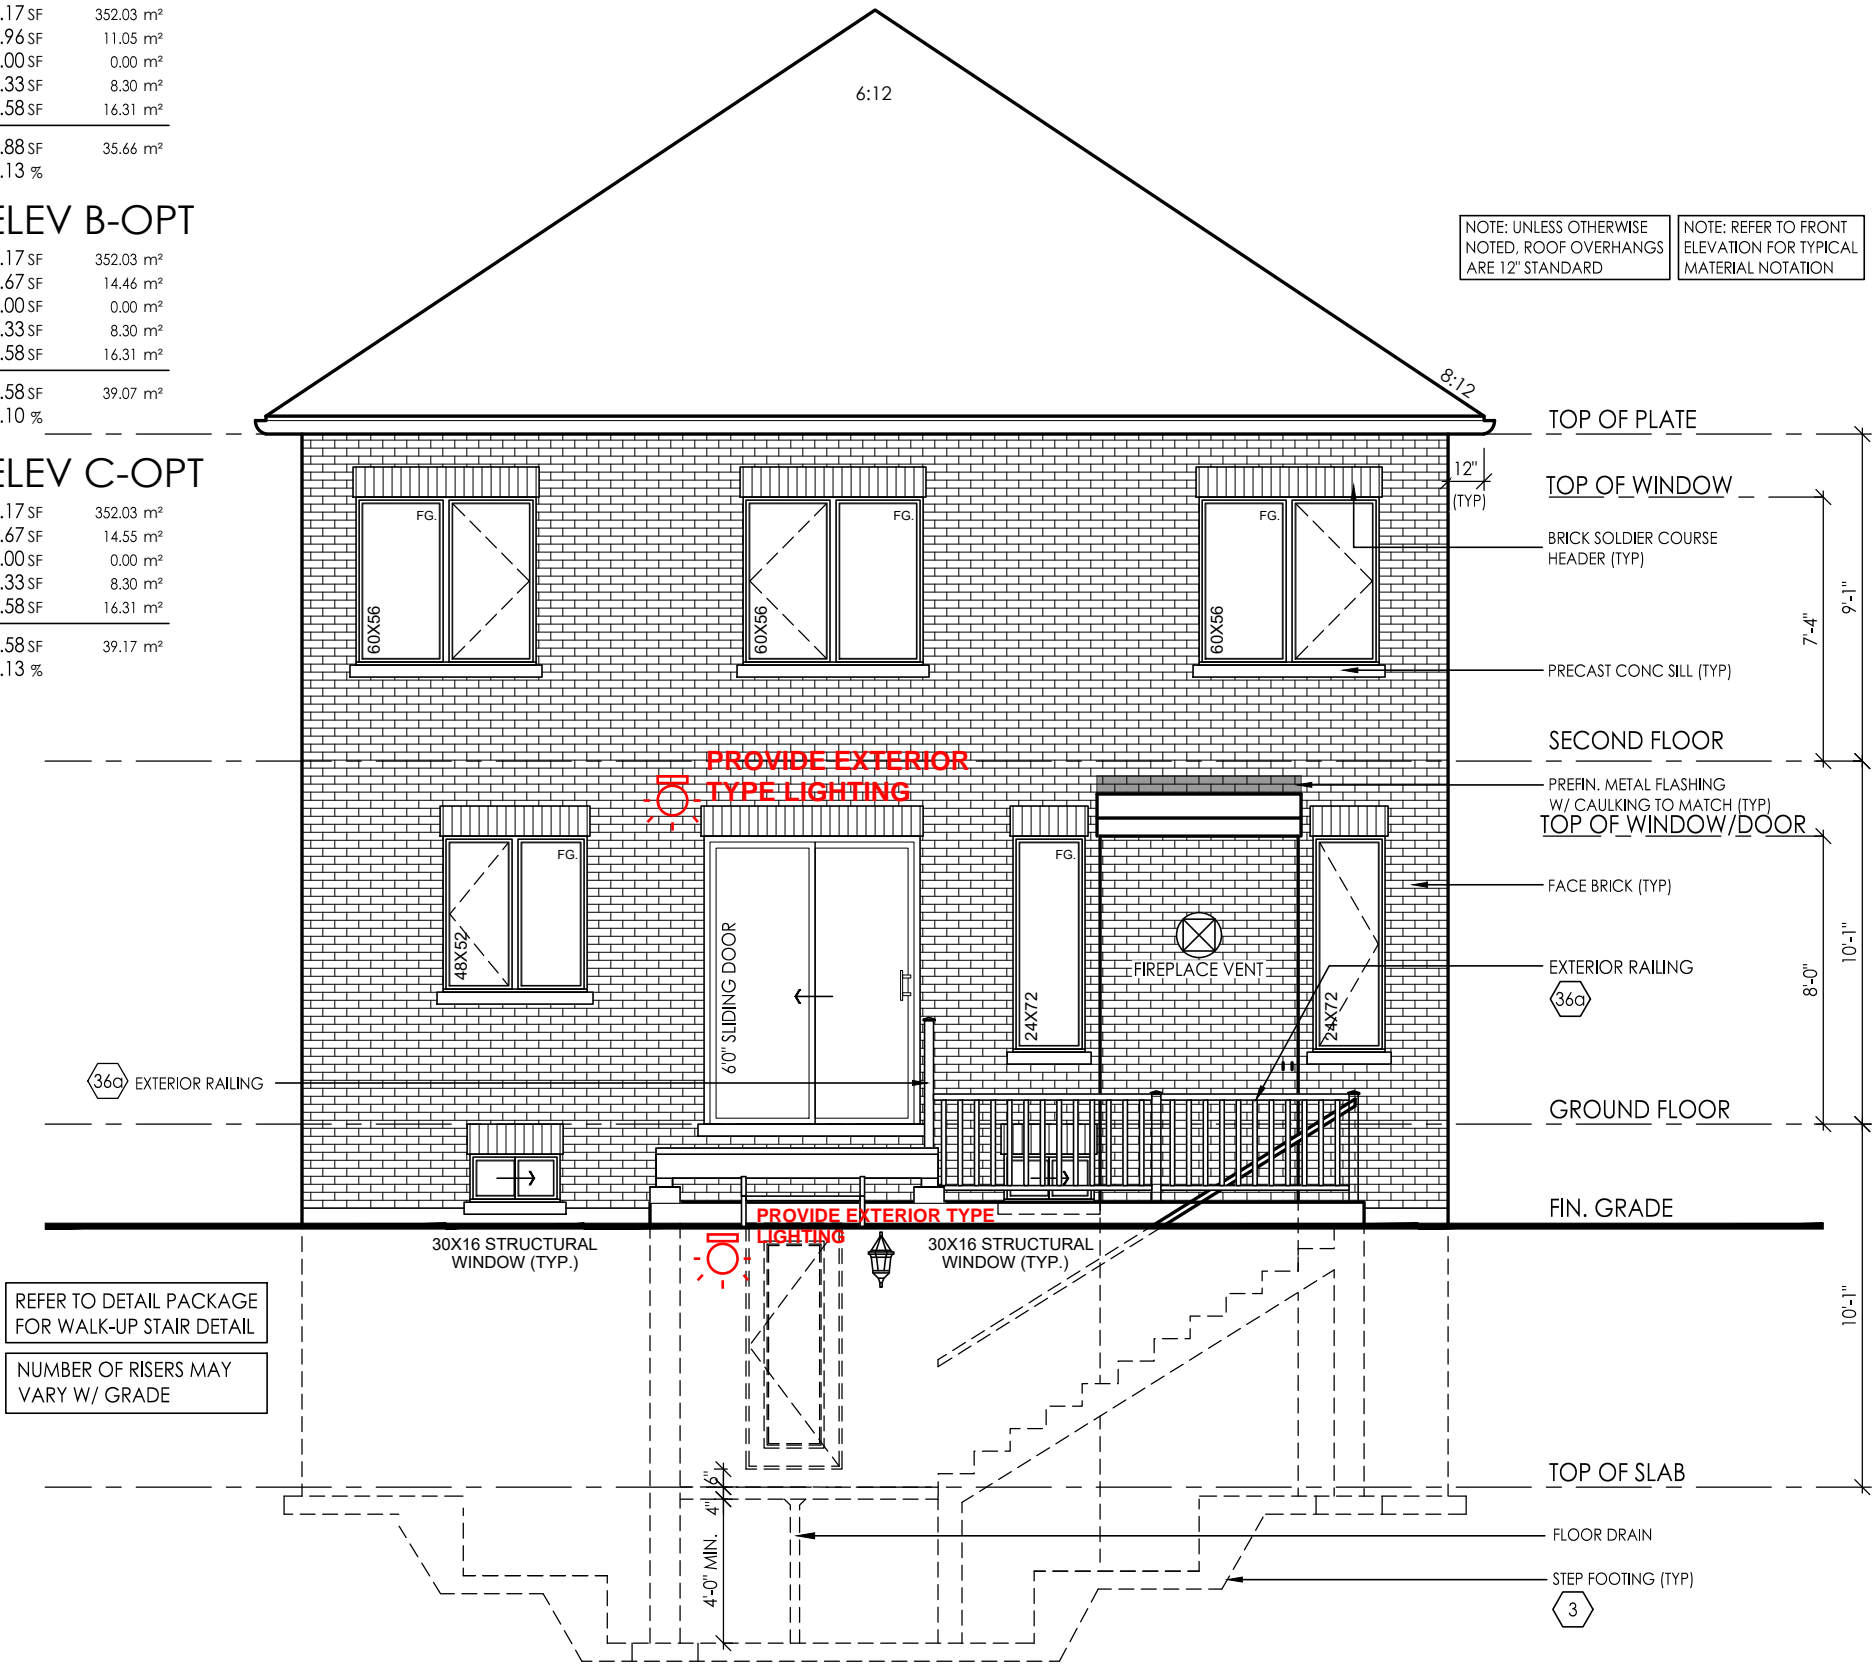 .17 SF 352.03 m²
.96 SF 11.05 m²
.00 SF 0.00 m²
.33 SF 8.30 m²
.58 SF 16.31 m²
.88 SF 35.66 m²
.13 %
ELEV B-OPT
.17 SF 352.03 m²
.67 SF 14.46 m²
.00 SF 0.00 m²
.33 SF 8.30 m²
.58 SF 16.31 m²
.58 SF 39.07 m²
.10 %
ELEV C-OPT
.17 SF 352.03 m²
.67 SF 14.55 m²
.00 SF 0.00 m²
.33 SF 8.30 m²
.58 SF 16.31 m²
.58 SF 39.17 m²
.13 %
6:12
8:12
NOTE: UNLESS OTHERWISE
NOTED, ROOF OVERHANGS
ARE 12" STANDARD
NOTE: REFER TO FRONT
ELEVATION FOR TYPICAL
MATERIAL NOTATION
TOP OF PLATE
12"
(TYP)
TOP OF WINDOW
BRICK SOLDIER COURSE
HEADER (TYP)
9'-1"
7'-4"
PRECAST CONC SILL (TYP)
FG.
60X56
FG.
60X56
FG.
60X56
SECOND FLOOR
PREFIN. METAL FLASHING
W/ CAULKING TO MATCH (TYP)
TOP OF WINDOW/DOOR
PROVIDE EXTERIOR
TYPE LIGHTING
FG.
48X52
6'0" SLIDING DOOR
FG.
24X72
FIREPLACE VENT
24X72
FACE BRICK (TYP)
10'-1"
8'-0"
EXTERIOR RAILING
36a
36a EXTERIOR RAILING
GROUND FLOOR
FIN. GRADE
PROVIDE EXTERIOR TYPE
LIGHTING
30X16 STRUCTURAL
WINDOW (TYP.)
30X16 STRUCTURAL
WINDOW (TYP.)
REFER TO DETAIL PACKAGE
FOR WALK-UP STAIR DETAIL
NUMBER OF RISERS MAY
VARY W/ GRADE
10'-1"
TOP OF SLAB
6"
4"
4'-0" MIN.
FLOOR DRAIN
STEP FOOTING (TYP)
3